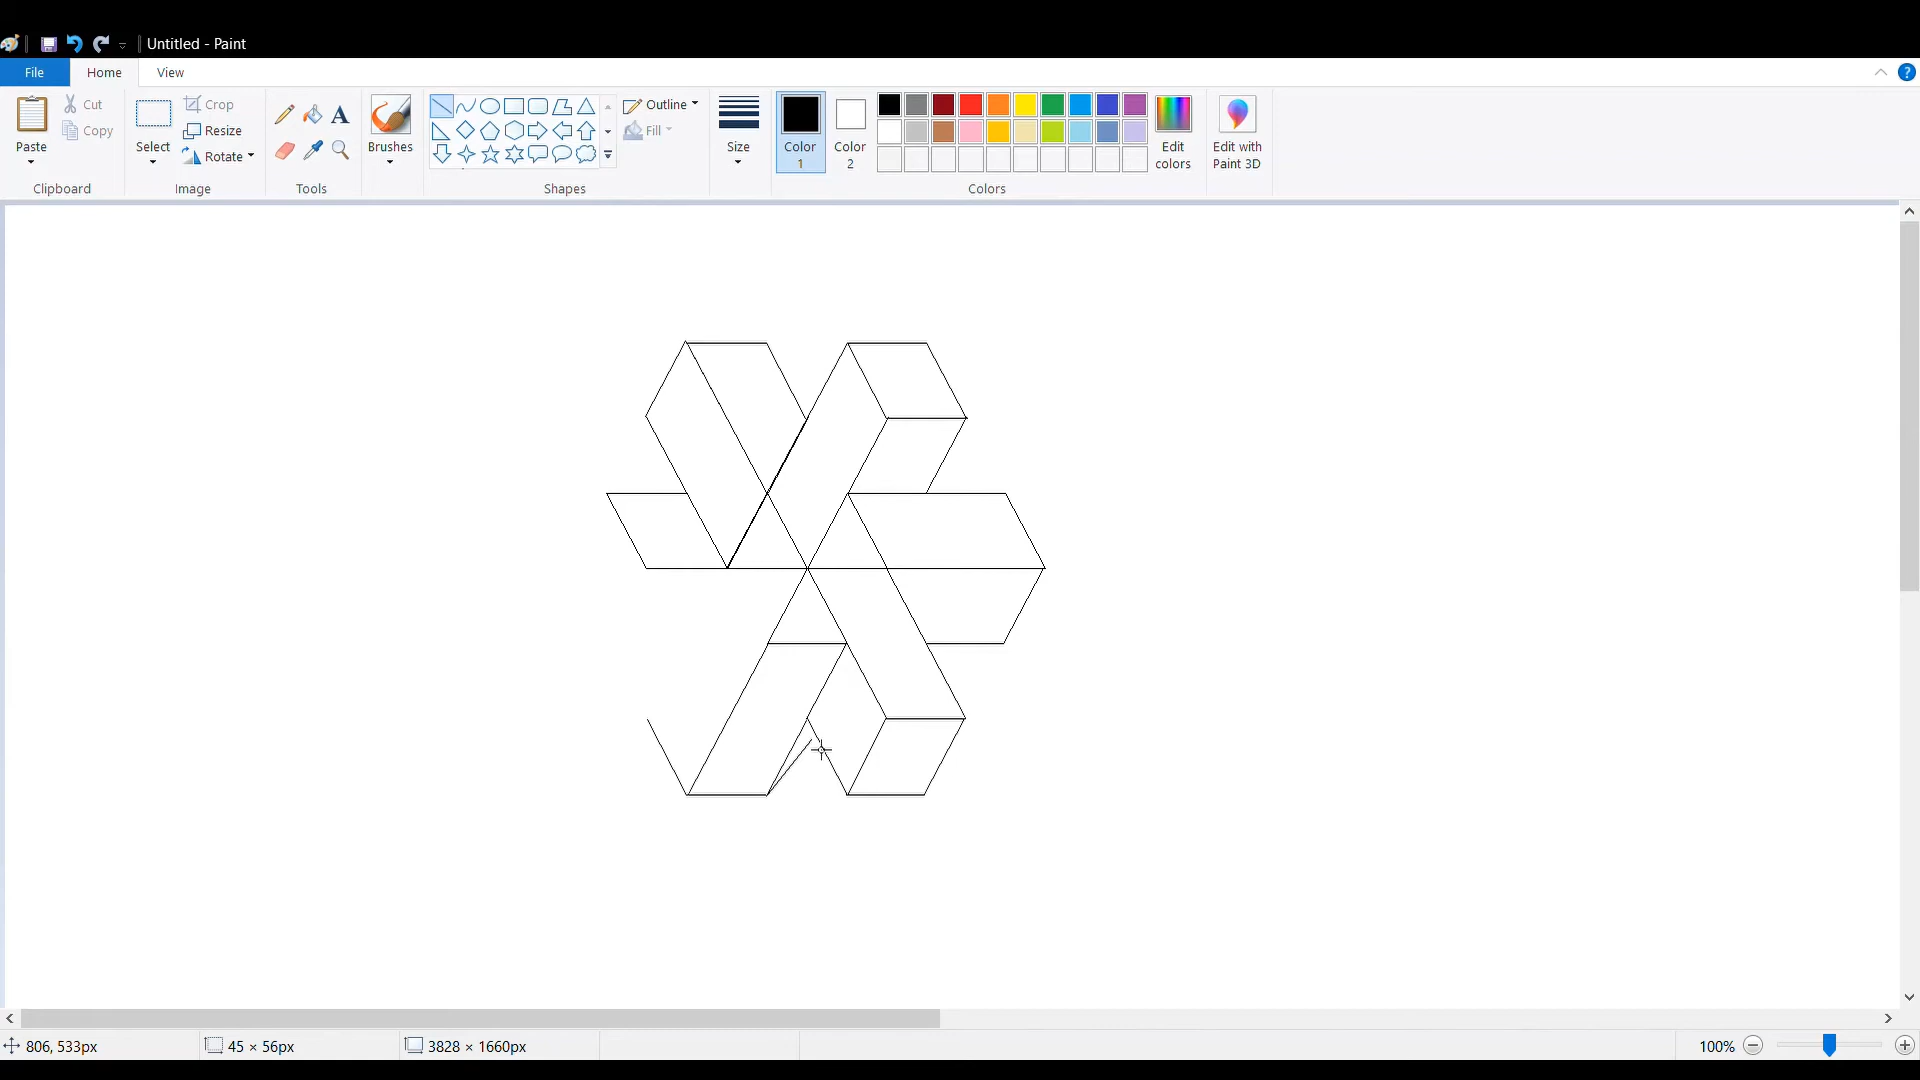 Untitled - Paint
File Home View
Paste
Cut
Copy
Clipboard
Select
Crop
Resize
Rotate
Image
Tools
Brushes
Shapes
Outline
Fill
Size
Color
1
Color
2
Colors
Edit
colors
Edit with
Paint 3D
806, 533px
45 × 56px
3828 × 1660px
100%